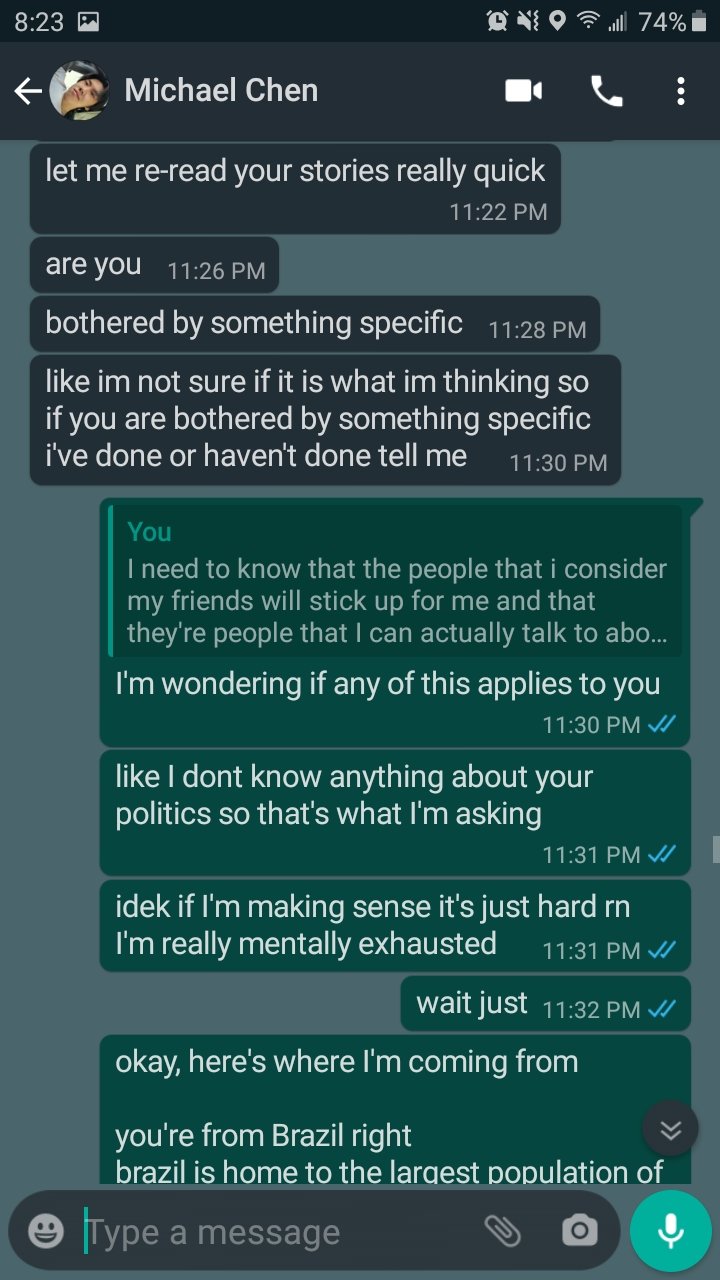 8:23
74%
Michael Chen
let me re-read your stories really quick
11:22 PM
are you 11:26 PM
bothered by something specific 11:28 PM
like im not sure if it is what im thinking so
if you are bothered by something specific
i've done or haven't done tell me 11:30 PM
You
I need to know that the people that i consider
my friends will stick up for me and that
they're people that I can actually talk to abo...
I'm wondering if any of this applies to you
11:30 PM
like I dont know anything about your
politics so that's what I'm asking
11:31 PM
idek if I'm making sense it's just hard rn
I'm really mentally exhausted 11:31 PM
wait just 11:32 PM
okay, here's where I'm coming from
you're from Brazil right
brazil is home to the largest population of
Type a message